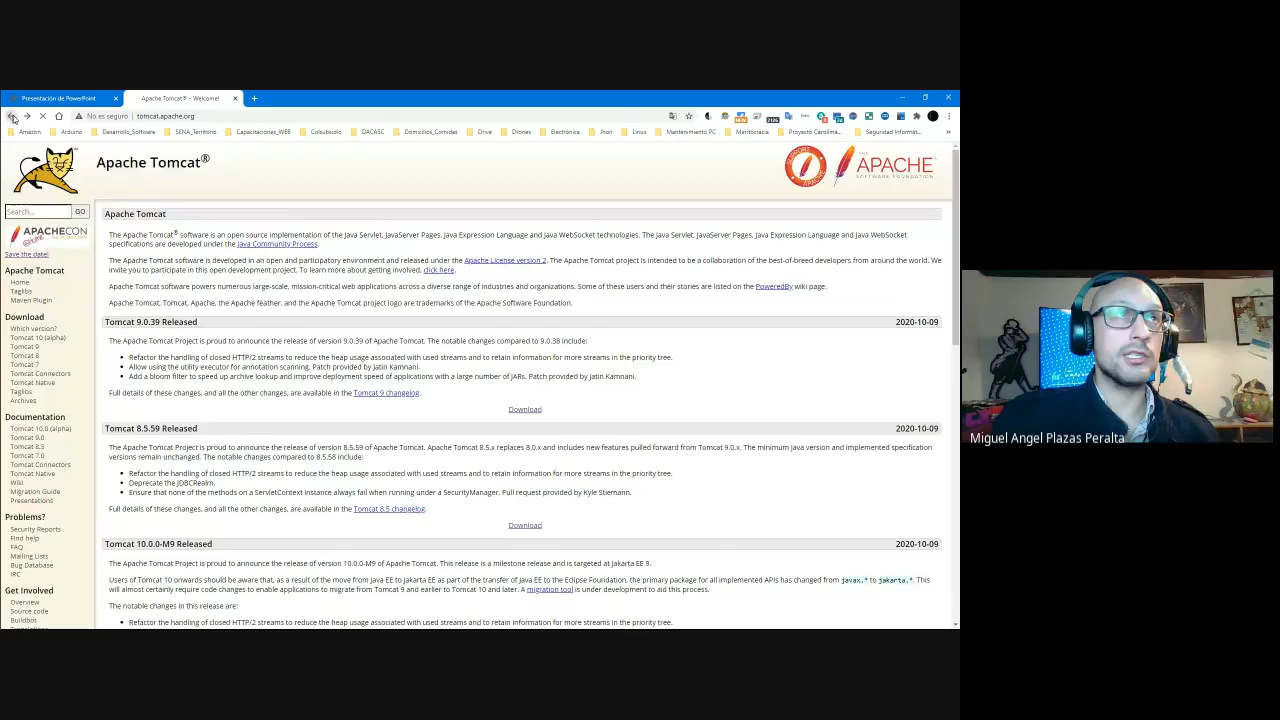 Presentación de PowerPoint
Apache Tomcat® - Welcome!
No es seguro | tomcat.apache.org
Amazon
Arduino
Desarrollo_Software
SENA_Territorio
Capacitaciones_WEB
Colsubsidio
DACASC
Domicilios_Comidas
Drive
Drones
Electrónica
Jhon
Linux
Mantenimiento PC
Meritocracia
Proyecto Carolima...
Seguridad Informát...
Apache Tomcat®
SUPPORT APACHE
THE APACHE SOFTWARE FOUNDATION
Search...
GO
APACHECON
@Home
Save the date!
Apache Tomcat
Home
Taglibs
Maven Plugin
Download
Which version?
Tomcat 10 (alpha)
Tomcat 9
Tomcat 8
Tomcat 7
Tomcat Connectors
Tomcat Native
Taglibs
Archives
Documentation
Tomcat 10.0 (alpha)
Tomcat 9.0
Tomcat 8.5
Tomcat 7.0
Tomcat Connectors
Tomcat Native
Wiki
Migration Guide
Presentations
Problems?
Security Reports
Find help
FAQ
Mailing Lists
Bug Database
IRC
Get Involved
Overview
Source code
Buildbot
Apache Tomcat
The Apache Tomcat® software is an open source implementation of the Java Servlet, JavaServer Pages, Java Expression Language and Java WebSocket technologies. The Java Servlet, JavaServer Pages, Java Expression Language and Java WebSocket
specifications are developed under the Java Community Process.
The Apache Tomcat software is developed in an open and participatory environment and released under the Apache License version 2. The Apache Tomcat project is intended to be a collaboration of the best-of-breed developers from around the world. We
invite you to participate in this open development project. To learn more about getting involved, click here.
Apache Tomcat software powers numerous large-scale, mission-critical web applications across a diverse range of industries and organizations. Some of these users and their stories are listed on the PoweredBy wiki page.
Apache Tomcat, Tomcat, Apache, the Apache feather, and the Apache Tomcat project logo are trademarks of the Apache Software Foundation.
Tomcat 9.0.39 Released 2020-10-09
The Apache Tomcat Project is proud to announce the release of version 9.0.39 of Apache Tomcat. The notable changes compared to 9.0.38 include:
• Refactor the handling of closed HTTP/2 streams to reduce the heap usage associated with used streams and to retain information for more streams in the priority tree.
• Allow using the utility executor for annotation scanning. Patch provided by Jatin Kamnani.
• Add a bloom filter to speed up archive lookup and improve deployment speed of applications with a large number of JARs. Patch provided by Jatin Kamnani.
Full details of these changes, and all the other changes, are available in the Tomcat 9 changelog.
Download
Tomcat 8.5.59 Released 2020-10-09
The Apache Tomcat Project is proud to announce the release of version 8.5.59 of Apache Tomcat. Apache Tomcat 8.5.x replaces 8.0.x and includes new features pulled forward from Tomcat 9.0.x. The minimum Java version and implemented specification
versions remain unchanged. The notable changes compared to 8.5.58 include:
• Refactor the handling of closed HTTP/2 streams to reduce the heap usage associated with used streams and to retain information for more streams in the priority tree.
• Deprecate the JDBCRealm.
• Ensure that none of the methods on a ServletContext instance always fail when running under a SecurityManager. Pull request provided by Kyle Stiemann.
Full details of these changes, and all the other changes, are available in the Tomcat 8.5 changelog.
Download
Tomcat 10.0.0-M9 Released 2020-10-09
The Apache Tomcat Project is proud to announce the release of version 10.0.0-M9 of Apache Tomcat. This release is a milestone release and is targeted at Jakarta EE 9.
Users of Tomcat 10 onwards should be aware that, as a result of the move from Java EE to Jakarta EE as part of the transfer of Java EE to the Eclipse Foundation, the primary package for all implemented APIs has changed from javax.* to jakarta.*. This
will almost certainly require code changes to enable applications to migrate from Tomcat 9 and earlier to Tomcat 10 and later. A migration tool is under development to aid this process.
The notable changes in this release are:
• Refactor the handling of closed HTTP/2 streams to reduce the heap usage associated with used streams and to retain information for more streams in the priority tree.
Miguel Angel Plazas Peralta